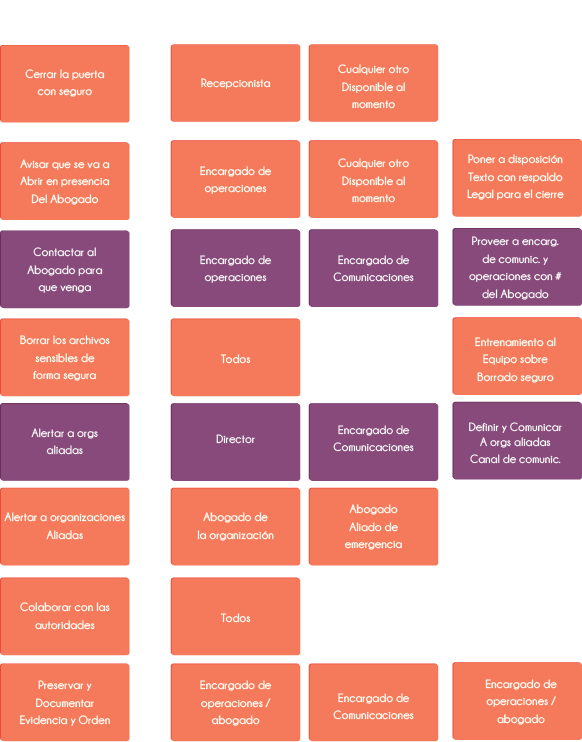 Cerrar la puerta
con seguro
Recepcionista
Cualquier otro
Disponible al
momento
Avisar que se va a
Abrir en presencia
Del Abogado
Encargado de
operaciones
Cualquier otro
Disponible al
momento
Poner a disposición
Texto con respaldo
Legal para el cierre
Contactar al
Abogado para
que venga
Encargado de
operaciones
Encargado de
Comunicaciones
Proveer a encarg.
de comunic. y
operaciones con #
del Abogado
Borrar los archivos
sensibles de
forma segura
Todos
Entrenamiento al
Equipo sobre
Borrado seguro
Alertar a orgs
aliadas
Director
Encargado de
Comunicaciones
Definir y Comunicar
A orgs aliadas
Canal de comunic.
Alertar a organizaciones
Aliadas
Abogado de
la organización
Abogado
Aliado de
emergencia
Colaborar con las
autoridades
Todos
Preservar y
Documentar
Evidencia y Orden
Encargado de
operaciones /
abogado
Encargado de
Comunicaciones
Encargado de
operaciones /
abogado